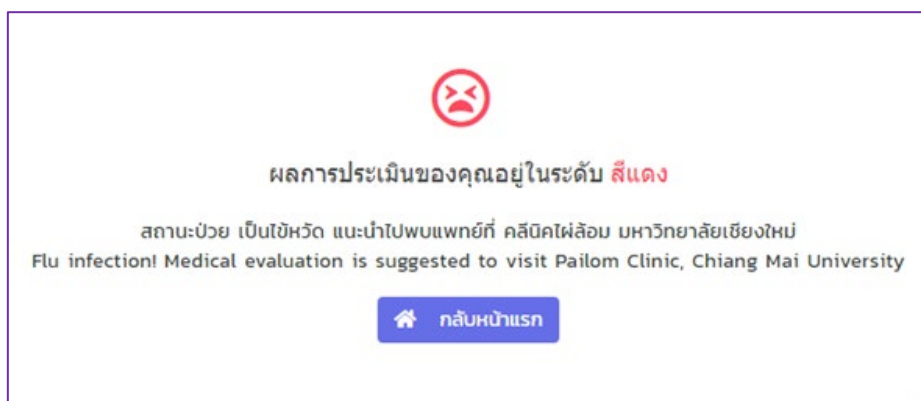 ผลการประเมินของคุณอยู่ในระดับ สีแดง
สถานะป่วย เป็นไข้หวัด แนะนำไปพบแพทย์ที่ คลีนิคไผ่ล้อม มหาวิทยาลัยเชียงใหม่
Flu infection! Medical evaluation is suggested to visit Pailom Clinic, Chiang Mai University
กลับหน้าแรก